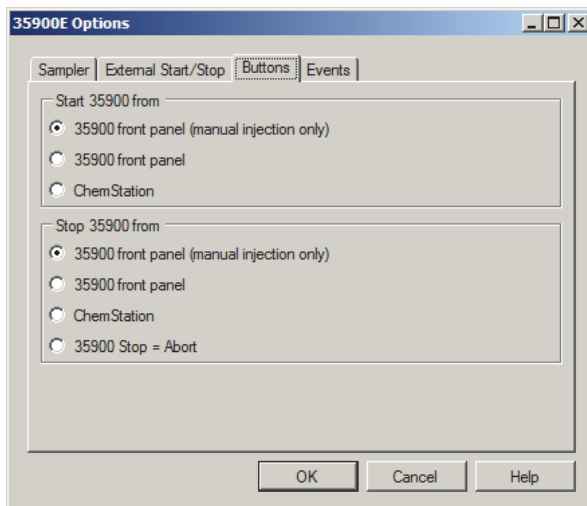 35900E Options
Sampler External Start/Stop Buttons Events
Start 35900 from
35900 front panel (manual injection only)
35900 front panel
ChemStation
Stop 35900 from
35900 front panel (manual injection only)
35900 front panel
ChemStation
35900 Stop = Abort
OK Cancel Help